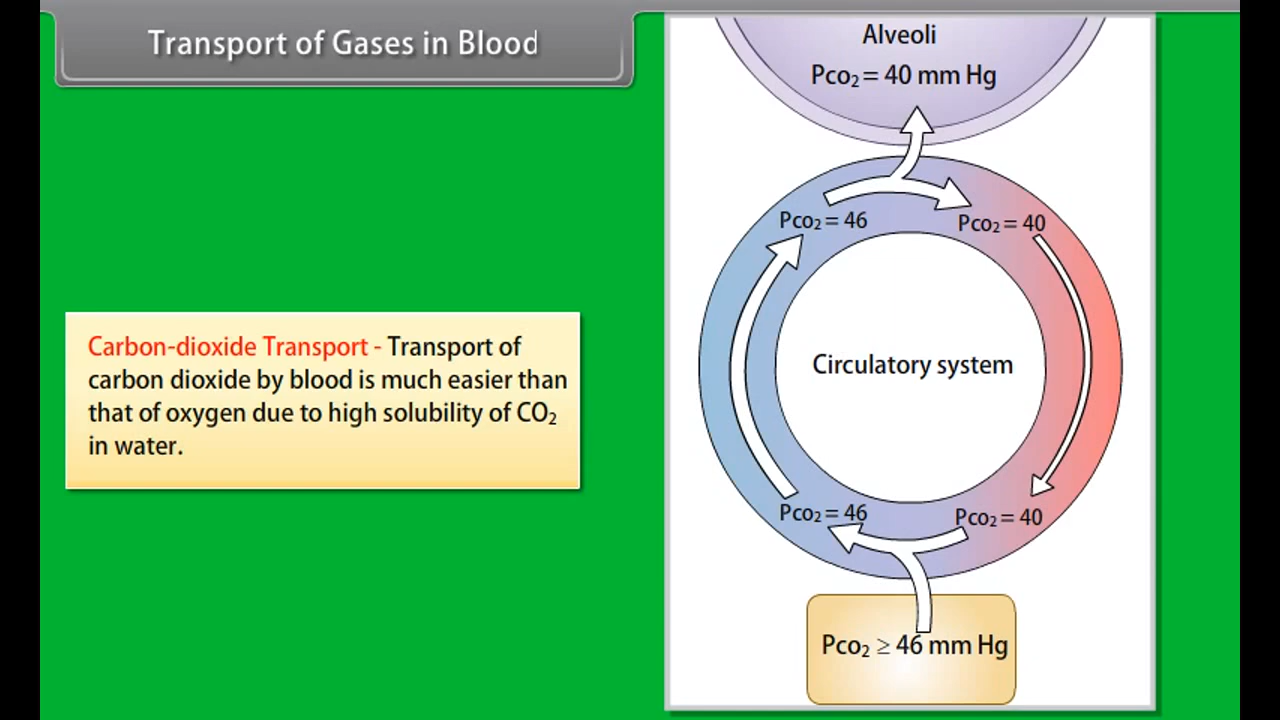 Transport of Gases in Blood
Carbon-dioxide Transport - Transport of
carbon dioxide by blood is much easier than
that of oxygen due to high solubility of CO₂
in water.
Alveoli
Pco₂ = 40 mm Hg
Pco₂ = 46
Pco₂ = 40
Circulatory system
Pco₂ = 46
Pco₂ = 40
Pco₂ ≥ 46 mm Hg